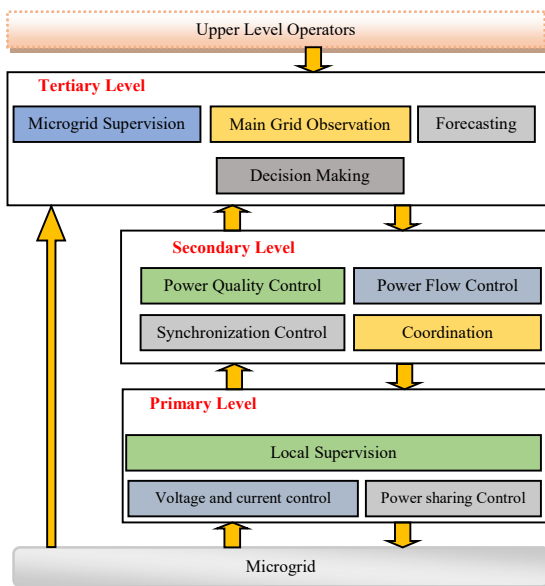 Upper Level Operators
Tertiary Level
Microgrid Supervision
Main Grid Observation
Forecasting
Decision Making
Secondary Level
Power Quality Control
Power Flow Control
Synchronization Control
Coordination
Primary Level
Local Supervision
Voltage and current control
Power sharing Control
Microgrid